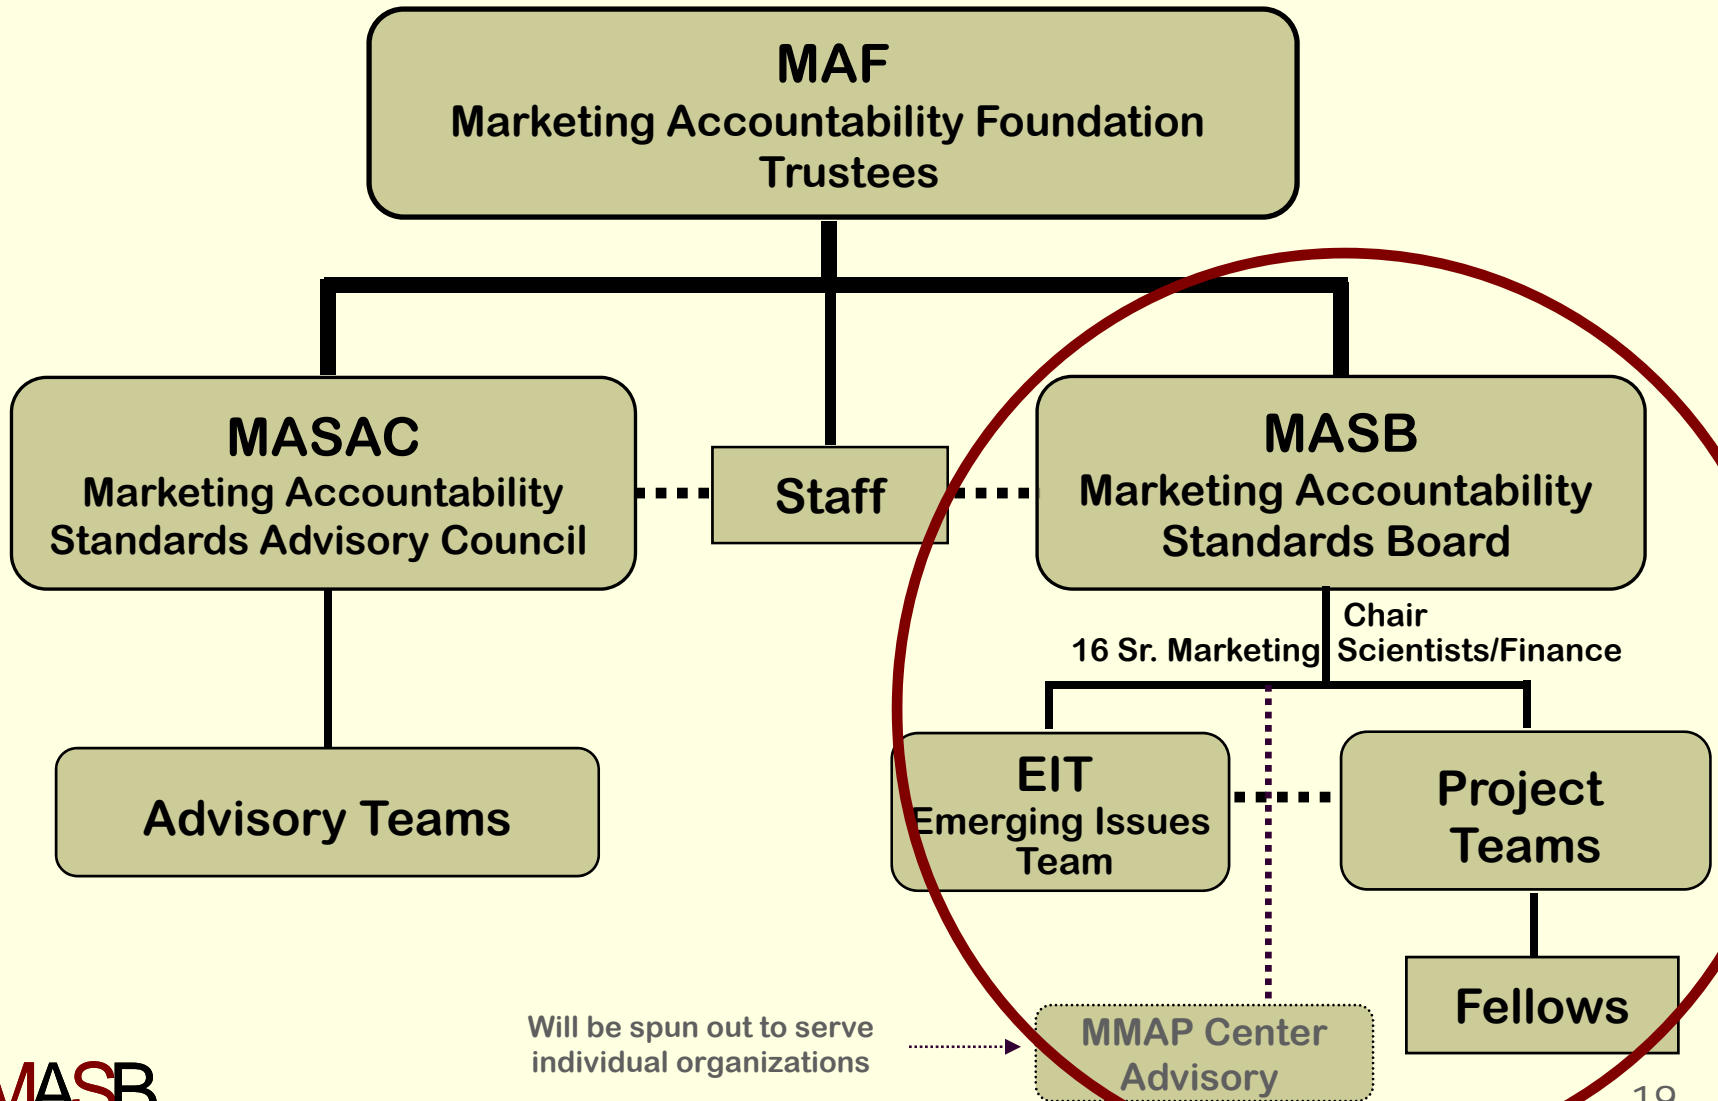 MAF
Marketing Accountability Foundation
Trustees
MASAC
Marketing Accountability
Standards Advisory Council
Staff
MASB
Marketing Accountability
Standards Board
Chair
16 Sr. Marketing Scientists/Finance
Advisory Teams
EIT
Emerging Issues
Team
Project
Teams
Fellows
Will be spun out to serve
individual organizations
MMAP Center
Advisory
MASB
19